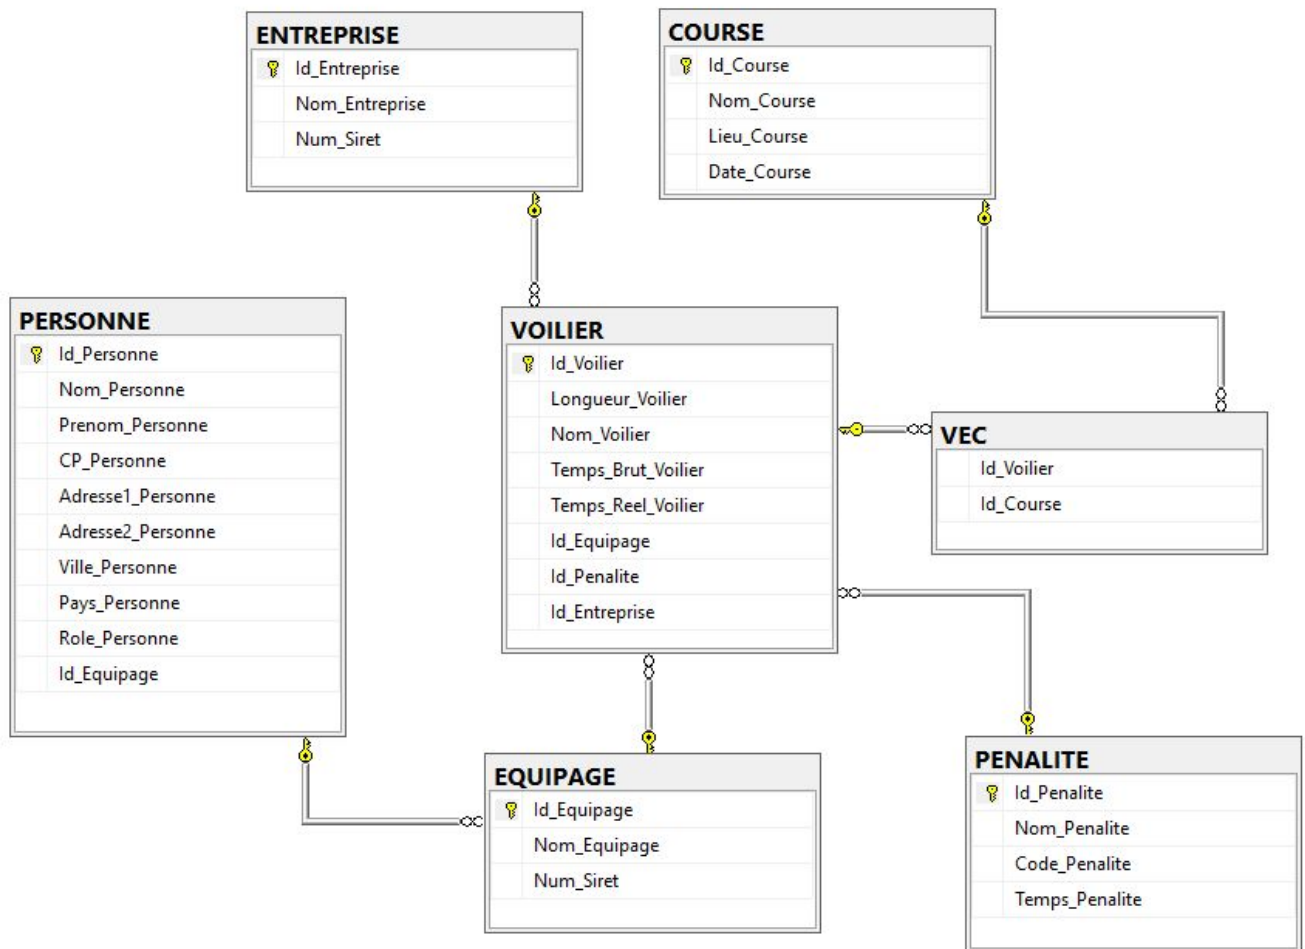 ENTREPRISE
Id_Entreprise
Nom_Entreprise
Num_Siret
COURSE
Id_Course
Nom_Course
Lieu_Course
Date_Course
PERSONNE
Id_Personne
Nom_Personne
Prenom_Personne
CP_Personne
Adresse1_Personne
Adresse2_Personne
Ville_Personne
Pays_Personne
Role_Personne
Id_Equipage
VOILIER
Id_Voilier
Longueur_Voilier
Nom_Voilier
Temps_Brut_Voilier
Temps_Reel_Voilier
Id_Equipage
Id_Penalite
Id_Entreprise
VEC
Id_Voilier
Id_Course
EQUIPAGE
Id_Equipage
Nom_Equipage
Num_Siret
PENALITE
Id_Penalite
Nom_Penalite
Code_Penalite
Temps_Penalite